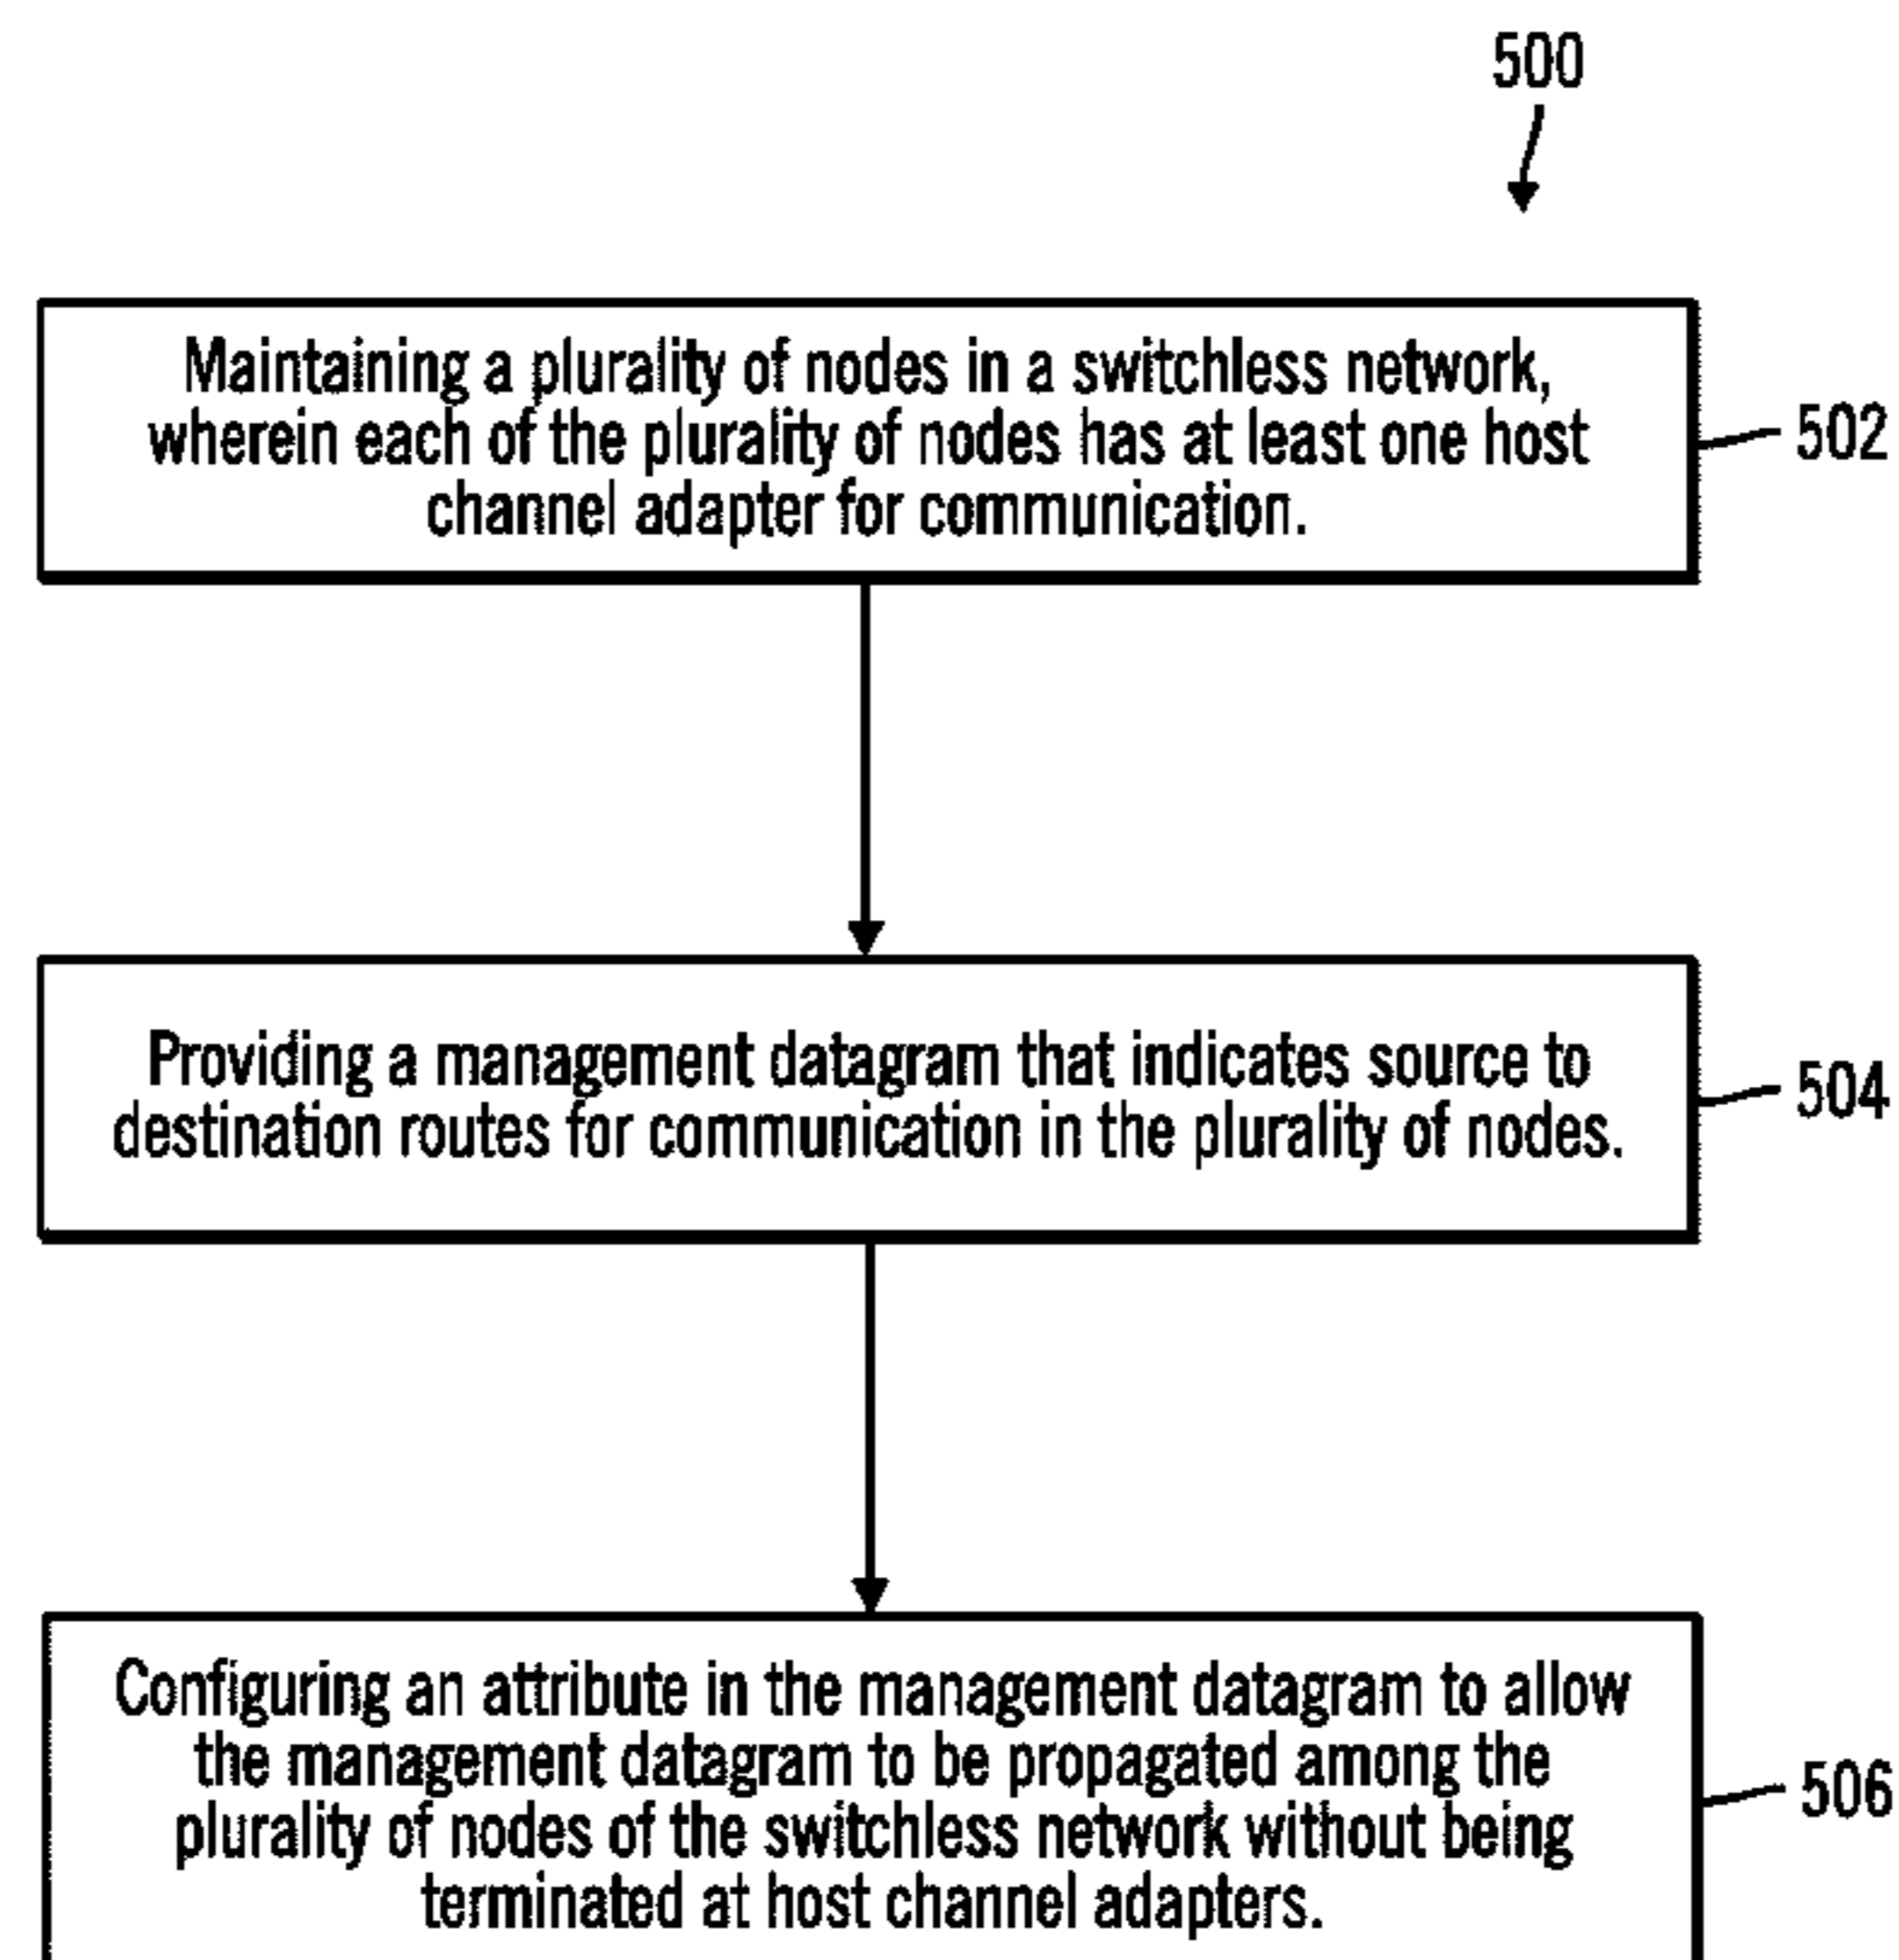 500
Maintaining a plurality of nodes in a switchless network,
wherein each of the plurality of nodes has at least one host
channel adapter for communication.
502
Providing a management datagram that indicates source to
destination routes for communication in the plurality of nodes.
504
Configuring an attribute in the management datagram to allow
the management datagram to be propagated among the
plurality of nodes of the switchless network without being
terminated at host channel adapters.
506